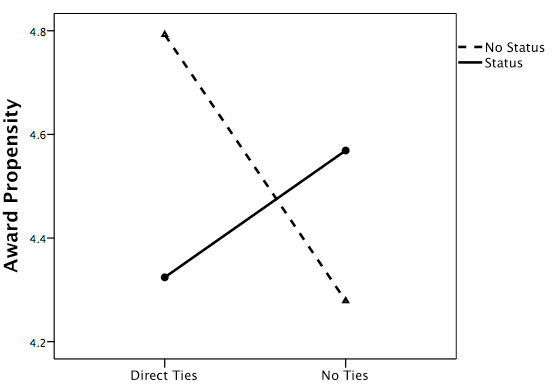 4.8
4.6
4.4
4.2
Award Propensity
Direct Ties
No Ties
No Status
Status